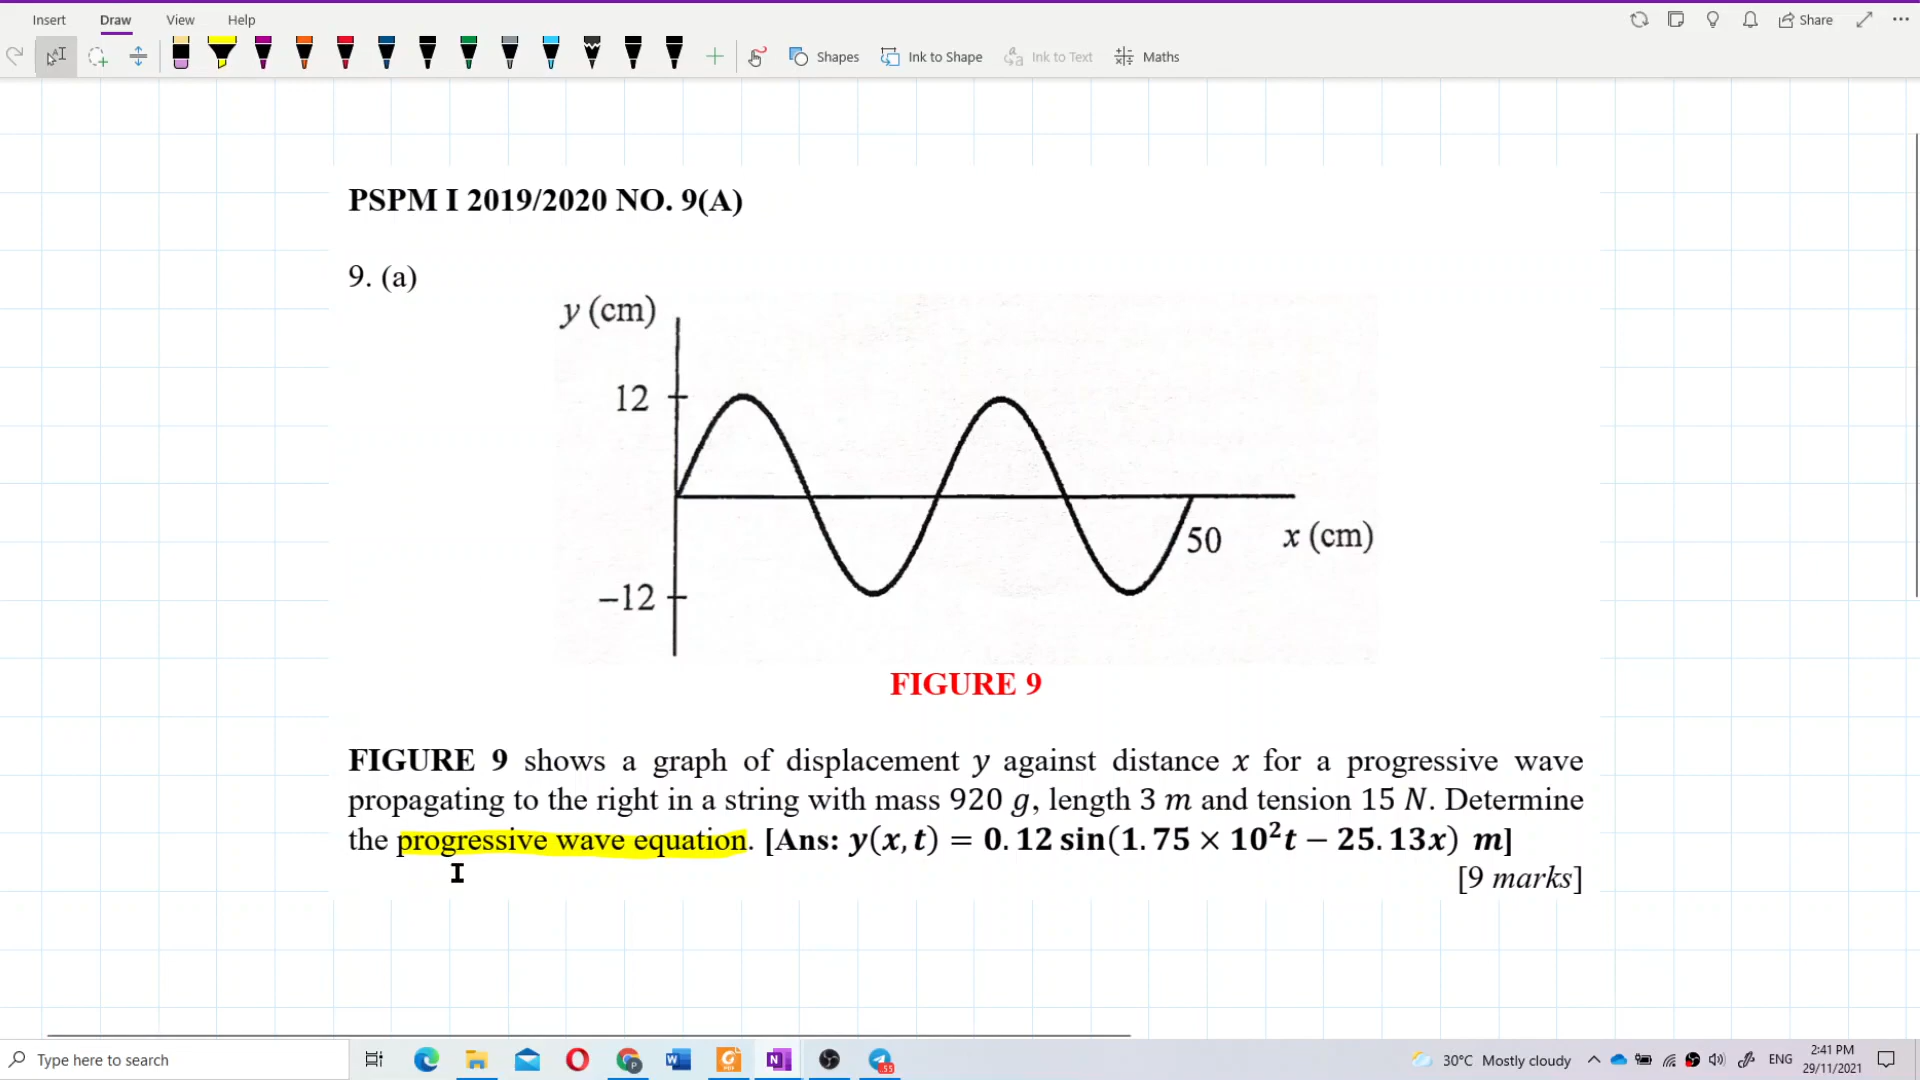 Insert Draw View Help Share
Shapes Ink to Shape Ink to Text Maths
PSPM I 2019/2020 NO. 9(A)
9. (a)
y (cm)
12
50 x (cm)
–12
FIGURE 9
FIGURE 9 shows a graph of displacement y against distance x for a progressive wave
propagating to the right in a string with mass 920 g, length 3 m and tension 15 N. Determine
the progressive wave equation. [Ans: y(x, t) = 0.12 sin(1.75 × 10² t − 25.13x) m]
[9 marks]
Type here to search 30°C Mostly cloudy ENG 2:41 PM
29/11/2021